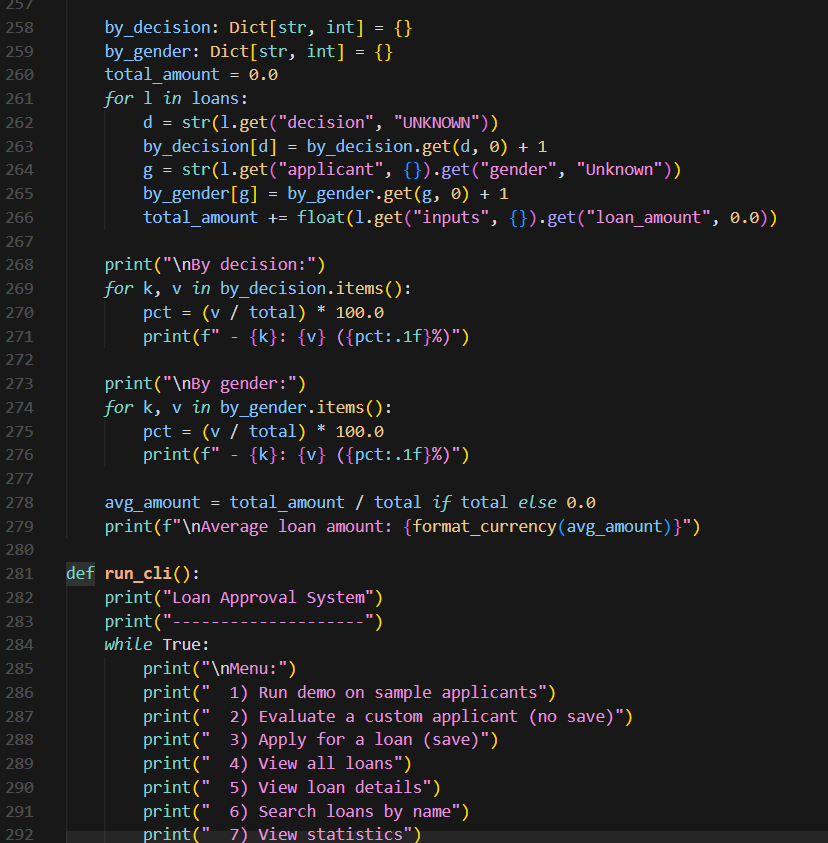 257
258 by_decision: Dict[str, int] = {}
259 by_gender: Dict[str, int] = {}
260 total_amount = 0.0
261 for l in loans:
262 d = str(l.get("decision", "UNKNOWN"))
263 by_decision[d] = by_decision.get(d, 0) + 1
264 g = str(l.get("applicant", {}).get("gender", "Unknown"))
265 by_gender[g] = by_gender.get(g, 0) + 1
266 total_amount += float(l.get("inputs", {}).get("loan_amount", 0.0))
267
268 print("\nBy decision:")
269 for k, v in by_decision.items():
270 pct = (v / total) * 100.0
271 print(f" - {k}: {v} ({pct:.1f}%)")
272
273 print("\nBy gender:")
274 for k, v in by_gender.items():
275 pct = (v / total) * 100.0
276 print(f" - {k}: {v} ({pct:.1f}%)")
277
278 avg_amount = total_amount / total if total else 0.0
279 print(f"\nAverage loan amount: {format_currency(avg_amount)}")
280
281 def run_cli():
282 print("Loan Approval System")
283 print("--------------------")
284 while True:
285 print("\nMenu:")
286 print("  1) Run demo on sample applicants")
287 print("  2) Evaluate a custom applicant (no save)")
288 print("  3) Apply for a loan (save)")
289 print("  4) View all loans")
290 print("  5) View loan details")
291 print("  6) Search loans by name")
292 print("  7) View statistics")